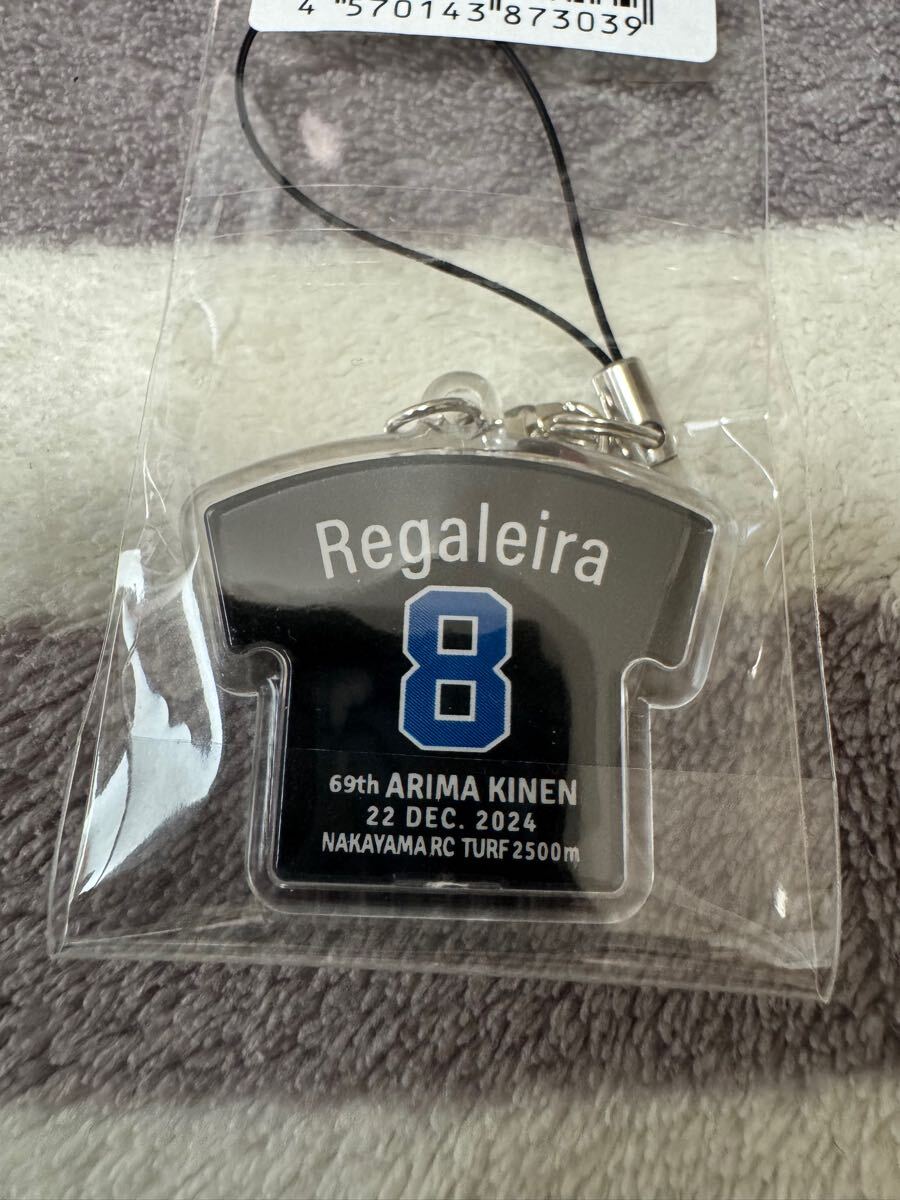 4 570143 873039
Regaleira
8
69th ARIMA KINEN
22 DEC. 2024
NAKAYAMA RC TURF 2500m